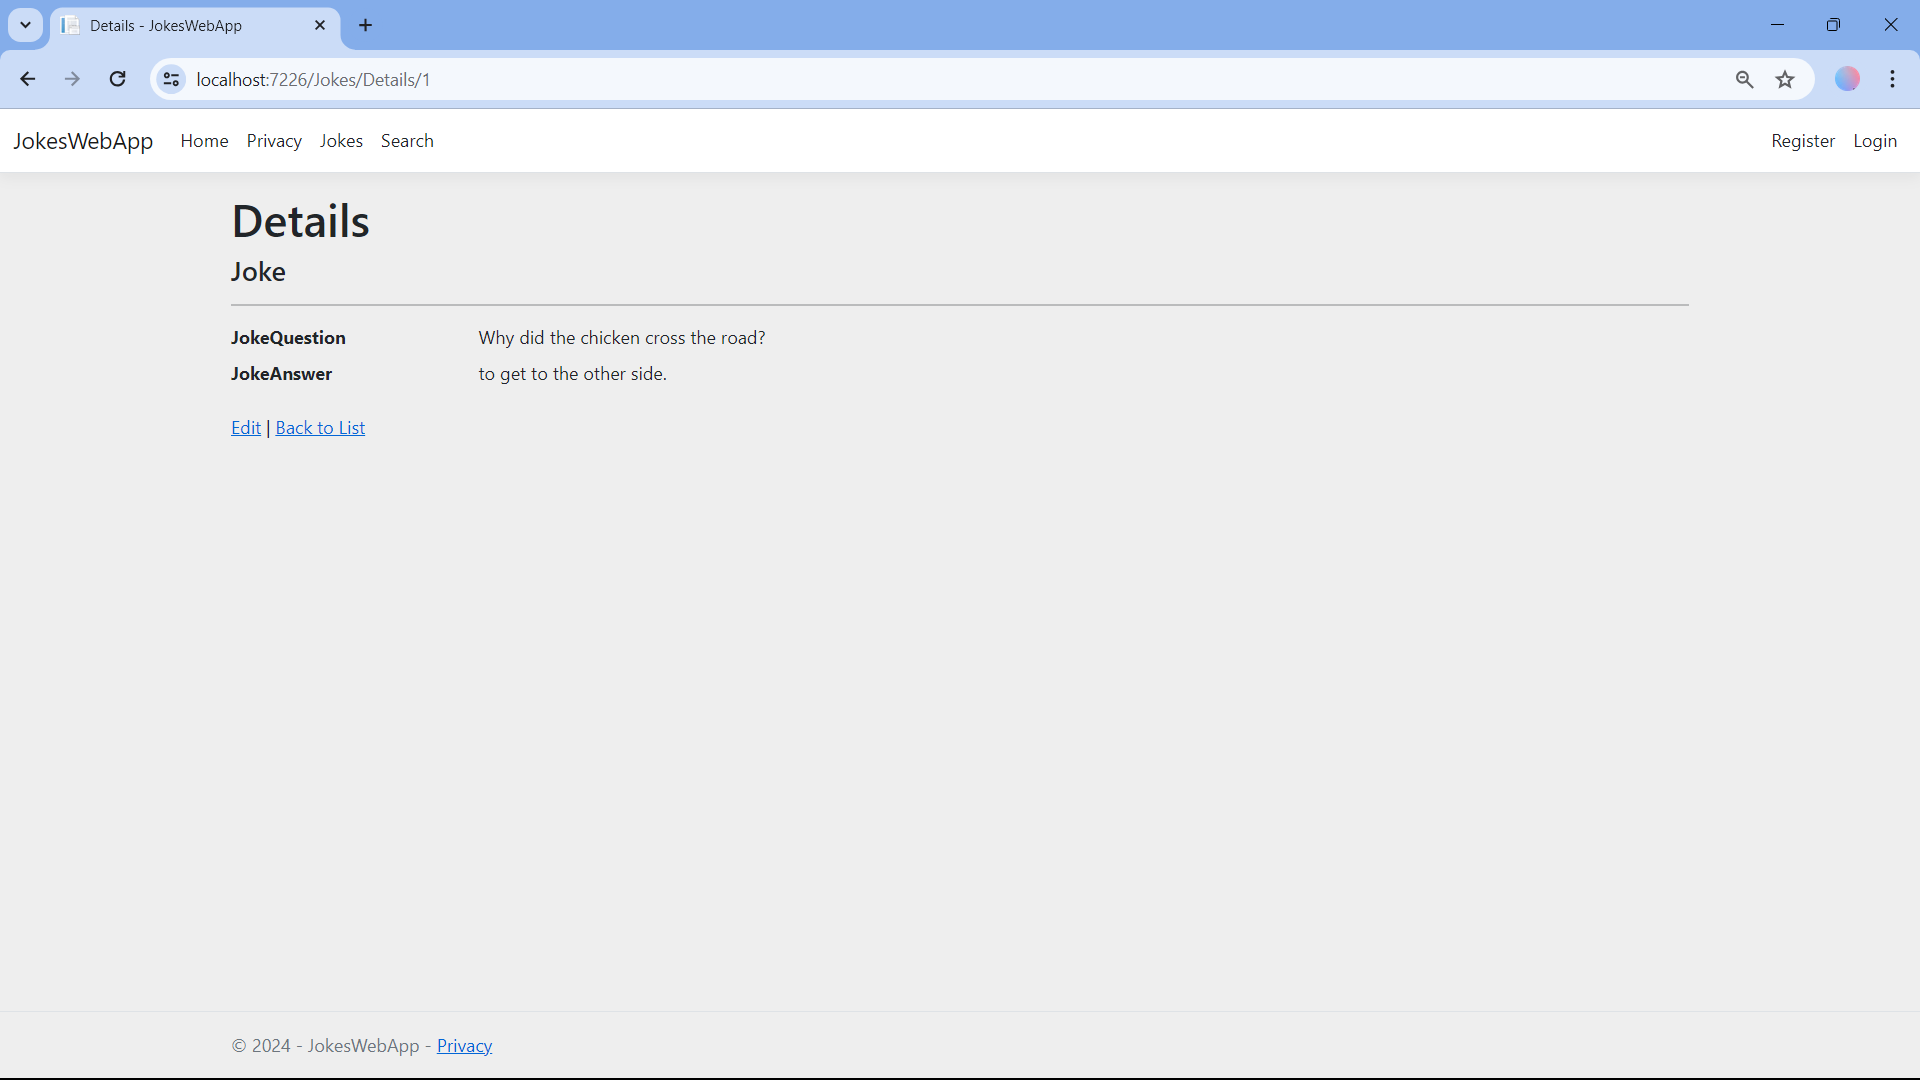 Details - JokesWebApp
localhost:7226/Jokes/Details/1
JokesWebApp Home Privacy Jokes Search Register Login
Details
Joke
JokeQuestion Why did the chicken cross the road?
JokeAnswer to get to the other side.
Edit | Back to List
© 2024 - JokesWebApp - Privacy